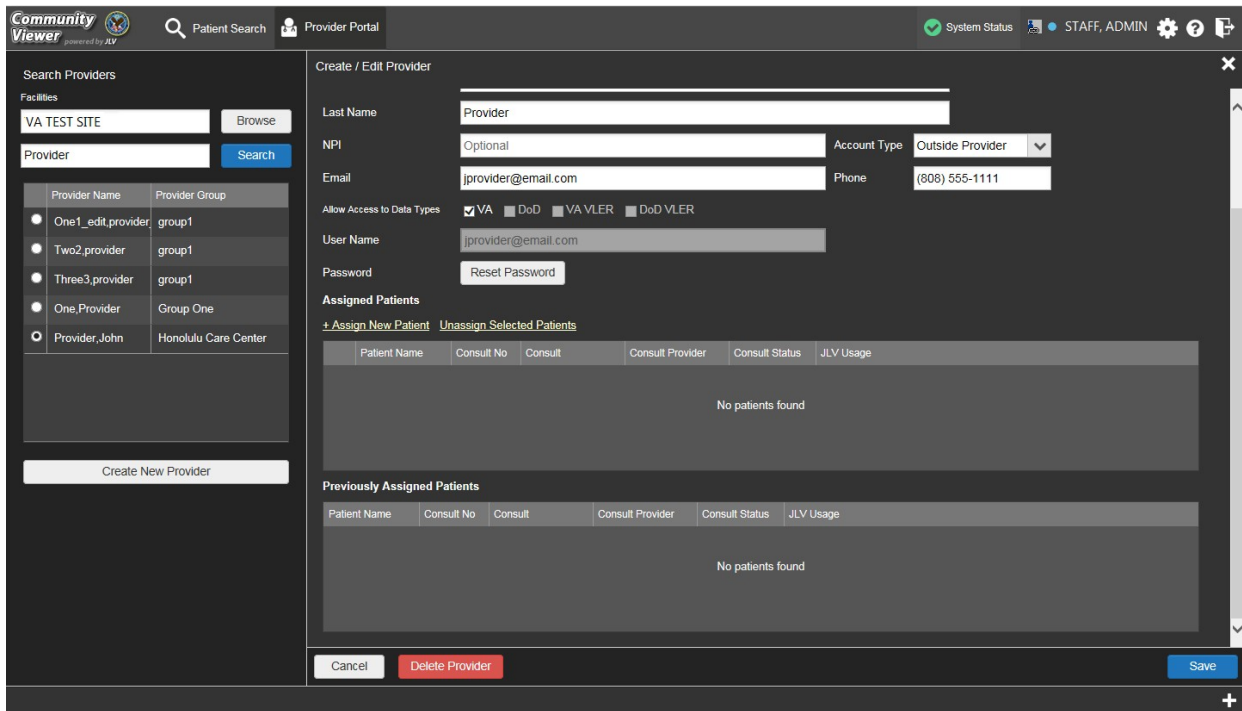 Community Viewer powered by JLV
Patient Search
Provider Portal
System Status
STAFF, ADMIN
Search Providers
Facilities
VA TEST SITE
Browse
Provider
Search
Provider Name Provider Group
One1_edit,provider group1
Two2,provider group1
Three3,provider group1
One,Provider Group One
Provider,John Honolulu Care Center
Create New Provider
Create / Edit Provider
Last Name Provider
NPI Optional Account Type Outside Provider
Email jprovider@email.com Phone (808) 555-1111
Allow Access to Data Types VA DoD VA VLER DoD VLER
User Name jprovider@email.com
Password Reset Password
Assigned Patients
+ Assign New Patient Unassign Selected Patients
Patient Name Consult No Consult Consult Provider Consult Status JLV Usage
No patients found
Previously Assigned Patients
Patient Name Consult No Consult Consult Provider Consult Status JLV Usage
No patients found
Cancel Delete Provider Save